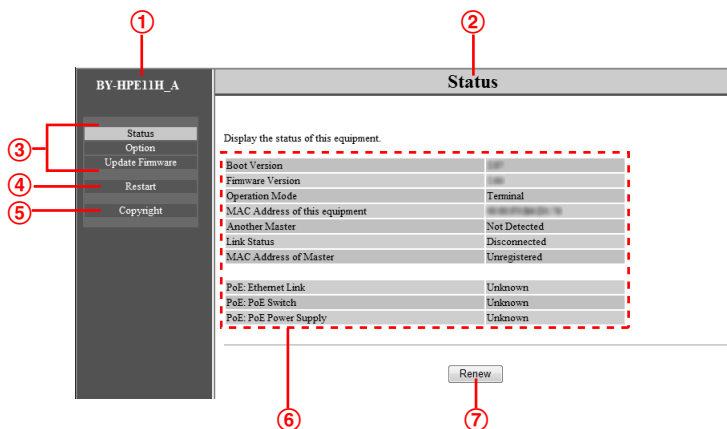 ① ②
BY-HPE11H_A Status
③ Status
Option
Update Firmware
④ Restart
⑤ Copyright
Display the status of this equipment.
Boot Version
Firmware Version
Operation Mode Terminal
MAC Address of this equipment
Another Master Not Detected
Link Status Disconnected
MAC Address of Master Unregistered
PoE: Ethernet Link Unknown
PoE: PoE Switch Unknown
PoE: PoE Power Supply Unknown
Renew
⑥ ⑦